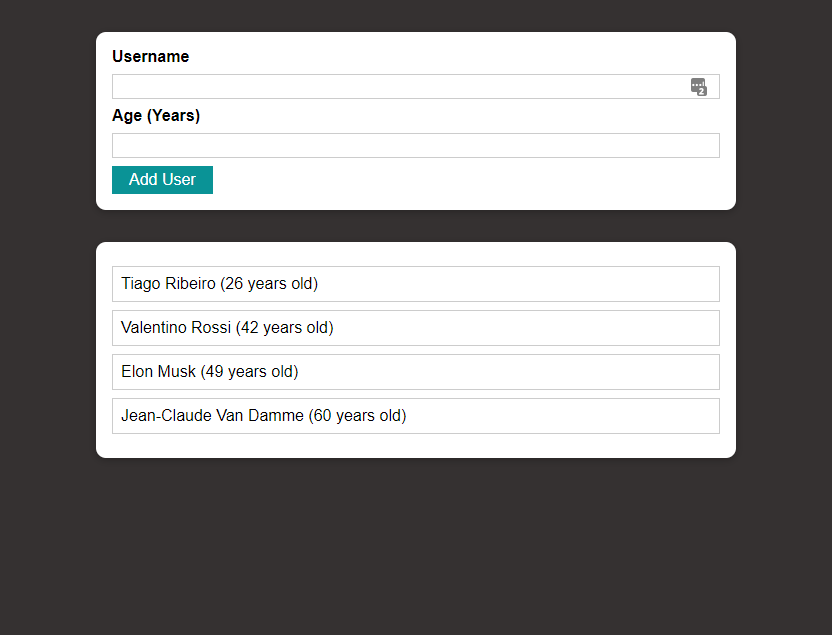 Username
2
Age (Years)
Add User
Tiago Ribeiro (26 years old)
Valentino Rossi (42 years old)
Elon Musk (49 years old)
Jean-Claude Van Damme (60 years old)